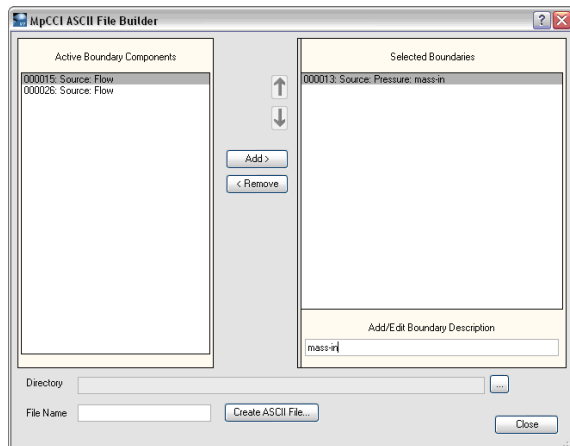 MpCCI ASCII File Builder
Active Boundary Components
000015: Source: Flow
000026: Source: Flow
Add >
< Remove
Selected Boundaries
000013: Source: Pressure: mass-in
Add/Edit Boundary Description
mass-in
Directory
...
File Name
Create ASCII File...
Close